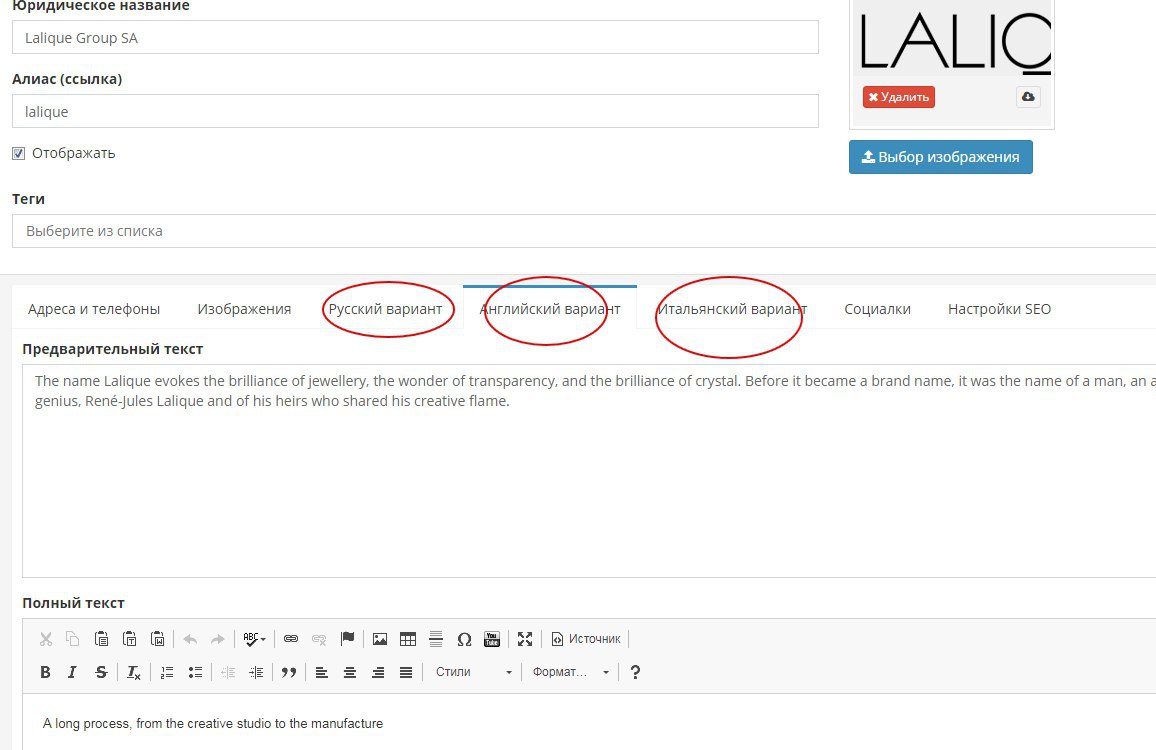 Юридическое название
Lalique Group SA
LALIQ
Удалить
Алиас (ссылка)
lalique
Отображать
Выбор изображения
Теги
Выберите из списка
Адреса и телефоны Изображения Русский вариант Английский вариант Итальянский вариант Социалки Настройки SEO
Предварительный текст
The name Lalique evokes the brilliance of jewellery, the wonder of transparency, and the brilliance of crystal. Before it became a brand name, it was the name of a man, an a
genius, René-Jules Lalique and of his heirs who shared his creative flame.
Полный текст
ABC Ω You Tube Источник
B I S Tx Стили Формат... ?
A long process, from the creative studio to the manufacture